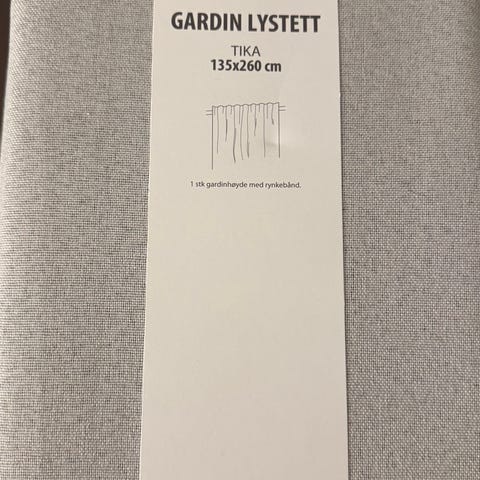 GARDIN LYSTETT
TIKA
135x260 cm
1 stk gardinhøyde med rynkebånd.